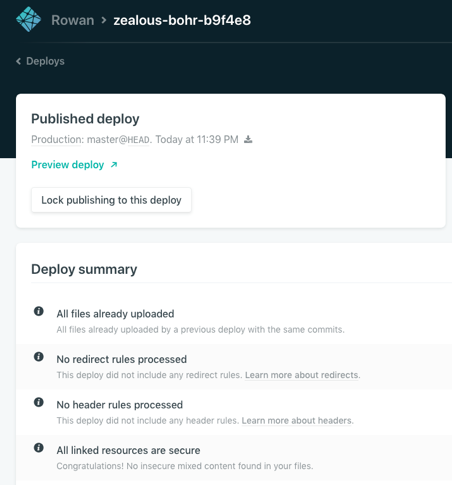 Rowan > zealous-bohr-b9f4e8
Deploys
Published deploy
Production: master@HEAD. Today at 11:39 PM
Preview deploy ↗
Lock publishing to this deploy
Deploy summary
All files already uploaded
All files already uploaded by a previous deploy with the same commits.
No redirect rules processed
This deploy did not include any redirect rules. Learn more about redirects.
No header rules processed
This deploy did not include any header rules. Learn more about headers.
All linked resources are secure
Congratulations! No insecure mixed content found in your files.